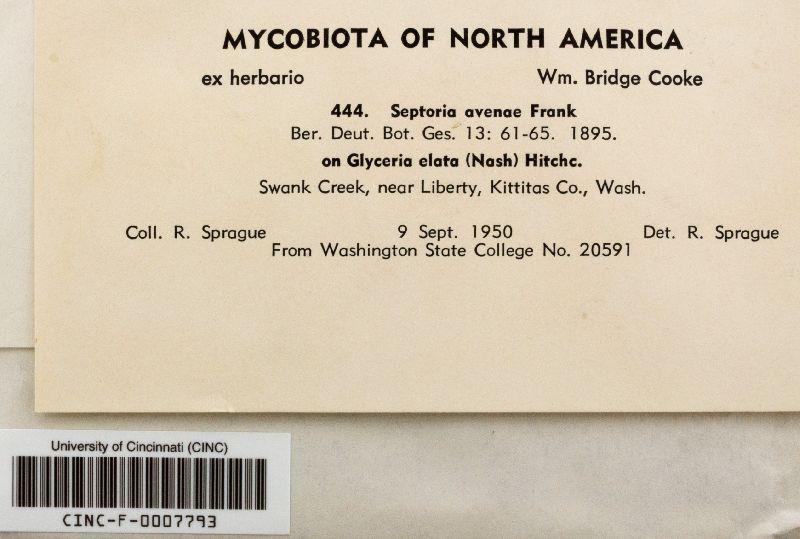 MYCOBIOTA OF NORTH AMERICA
ex herbario Wm. Bridge Cooke
444. Septoria avenae Frank
Ber. Deut. Bot. Ges. 13: 61-65. 1895.
on Glyceria elata (Nash) Hitchc.
Swank Creek, near Liberty, Kittitas Co., Wash.
Coll. R. Sprague 9 Sept. 1950 Det. R. Sprague
From Washington State College No. 20591
University of Cincinnati (CINC)
CINC-F-0007793